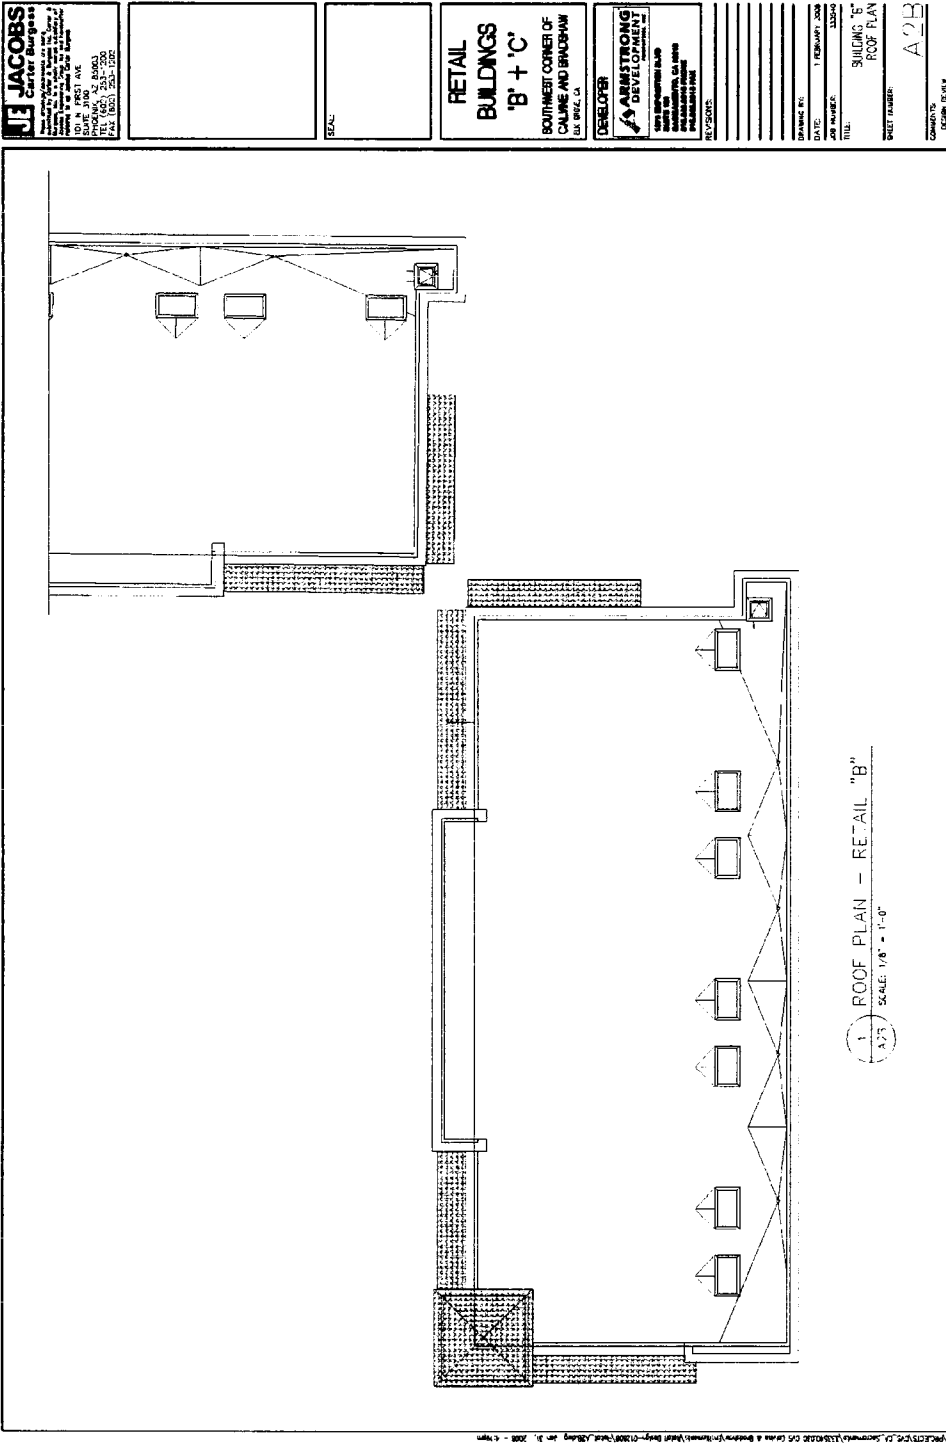 JACOBS
Carter Burgess
101 N FIRST AVE
SUITE 3100
PHOENIX, AZ 85003
TEL (602) 253-1200
FAX (602) 253-1202
SEAL:
RETAIL
BUILDINGS
'B' + 'C'
SOUTHWEST CORNER OF
CALVINE AND BRADSHAW
ELK GROVE, CA
DEVELOPER
ARMSTRONG
DEVELOPMENT
REVISIONS:
DRAWING BY:
DATE: 1 FEBRUARY 2008
JOB NUMBER:
TITLE:
BUILDING "B"
ROOF PLAN
SHEET NUMBER:
A2B
COMMENTS:
DESIGN REVIEW
1
ROOF PLAN - RETAIL "B"
SCALE: 1/8" = 1'-0"